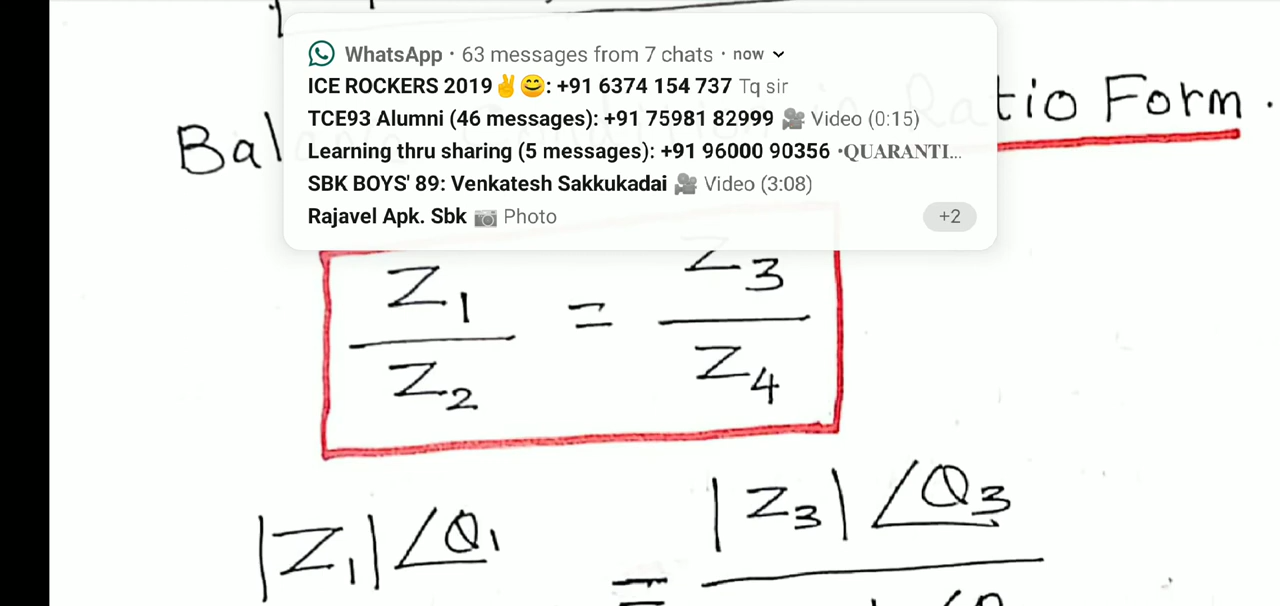 WhatsApp · 63 messages from 7 chats · now
ICE ROCKERS 2019✌😊: +91 6374 154 737 Tq sir
TCE93 Alumni (46 messages): +91 75981 82999 🎥 Video (0:15)
Learning thru sharing (5 messages): +91 96000 90356 ·QUARANTI...
SBK BOYS' 89: Venkatesh Sakkukadai 🎥 Video (3:08)
Rajavel Apk. Sbk 📷 Photo +2
Bal Ratio Form.
Z1 = Z3
Z2 Z4
|Z1| ∠θ1 = |Z3| ∠θ3